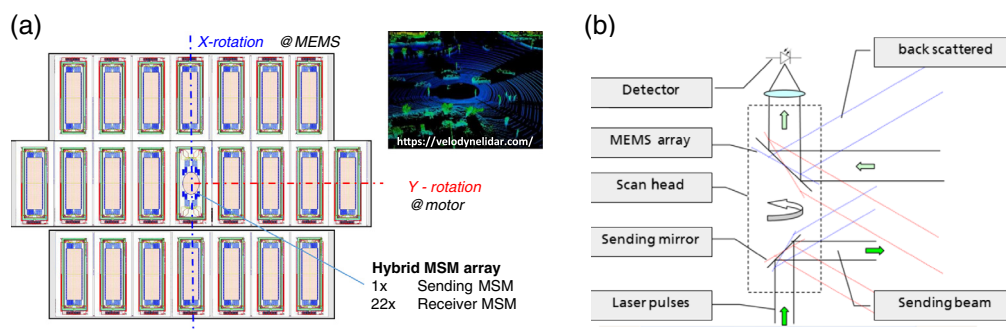 (a)
X-rotation @MEMS
https://velodynelidar.com/
Y - rotation
@motor
Hybrid MSM array
1x Sending MSM
22x Receiver MSM
(b)
back scattered
Detector
MEMS array
Scan head
Sending mirror
Laser pulses
Sending beam